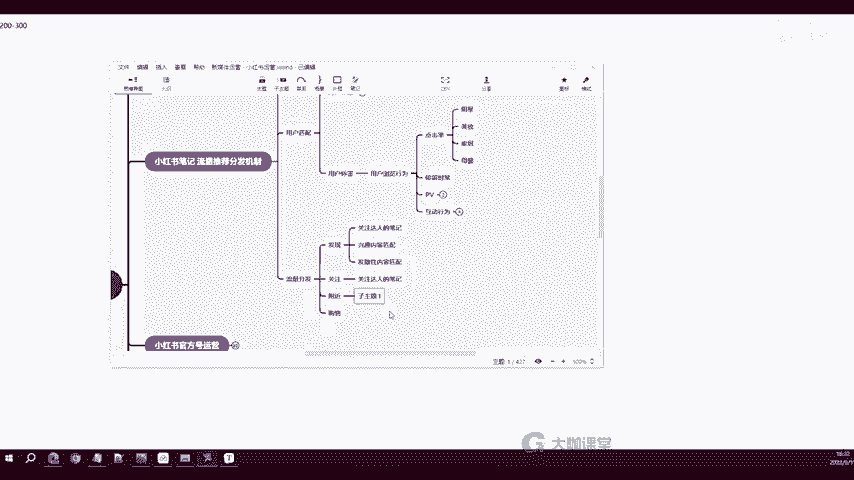 200-300
文件 编辑 插入 查看 帮助 新媒体运营 - 小红书运营.xmind - 已编辑
思维导图 大纲
主题 子主题 联系 概要 外框 笔记
ZEN 分享
图标 格式
用户匹配
小红书笔记 流量推荐分发机制
用户标签
用户浏览行为
点击率
美妆
母婴
停留时常
PV
互动行为
流量分发
发现
关注达人的笔记
兴趣内容匹配
发散性内容匹配
关注
关注达人的笔记
附近
子主题 1
购物
小红书官方号运营
主题: 1 / 427
100%
大咖课堂